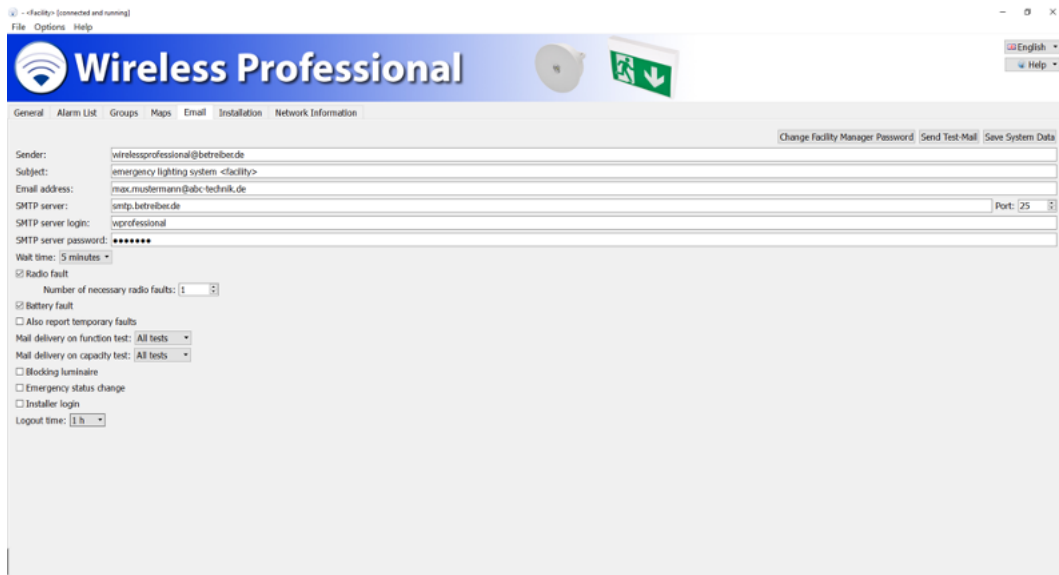 - <Facility> [connected and running]
File Options Help
Wireless Professional
English
Help
General Alarm List Groups Maps Email Installation Network Information
Change Facility Manager Password Send Test-Mail Save System Data
Sender: wirelessprofessional@betreiber.de
Subject: emergency lighting system <facility>
Email address: max.mustermann@abc-technik.de
SMTP server: smtp.betreiber.de Port: 25
SMTP server login: wprofessional
SMTP server password: •••••••
Wait time: 5 minutes
Radio fault
Number of necessary radio faults: 1
Battery fault
Also report temporary faults
Mail delivery on function test: All tests
Mail delivery on capacity test: All tests
Blocking luminaire
Emergency status change
Installer login
Logout time: 1 h